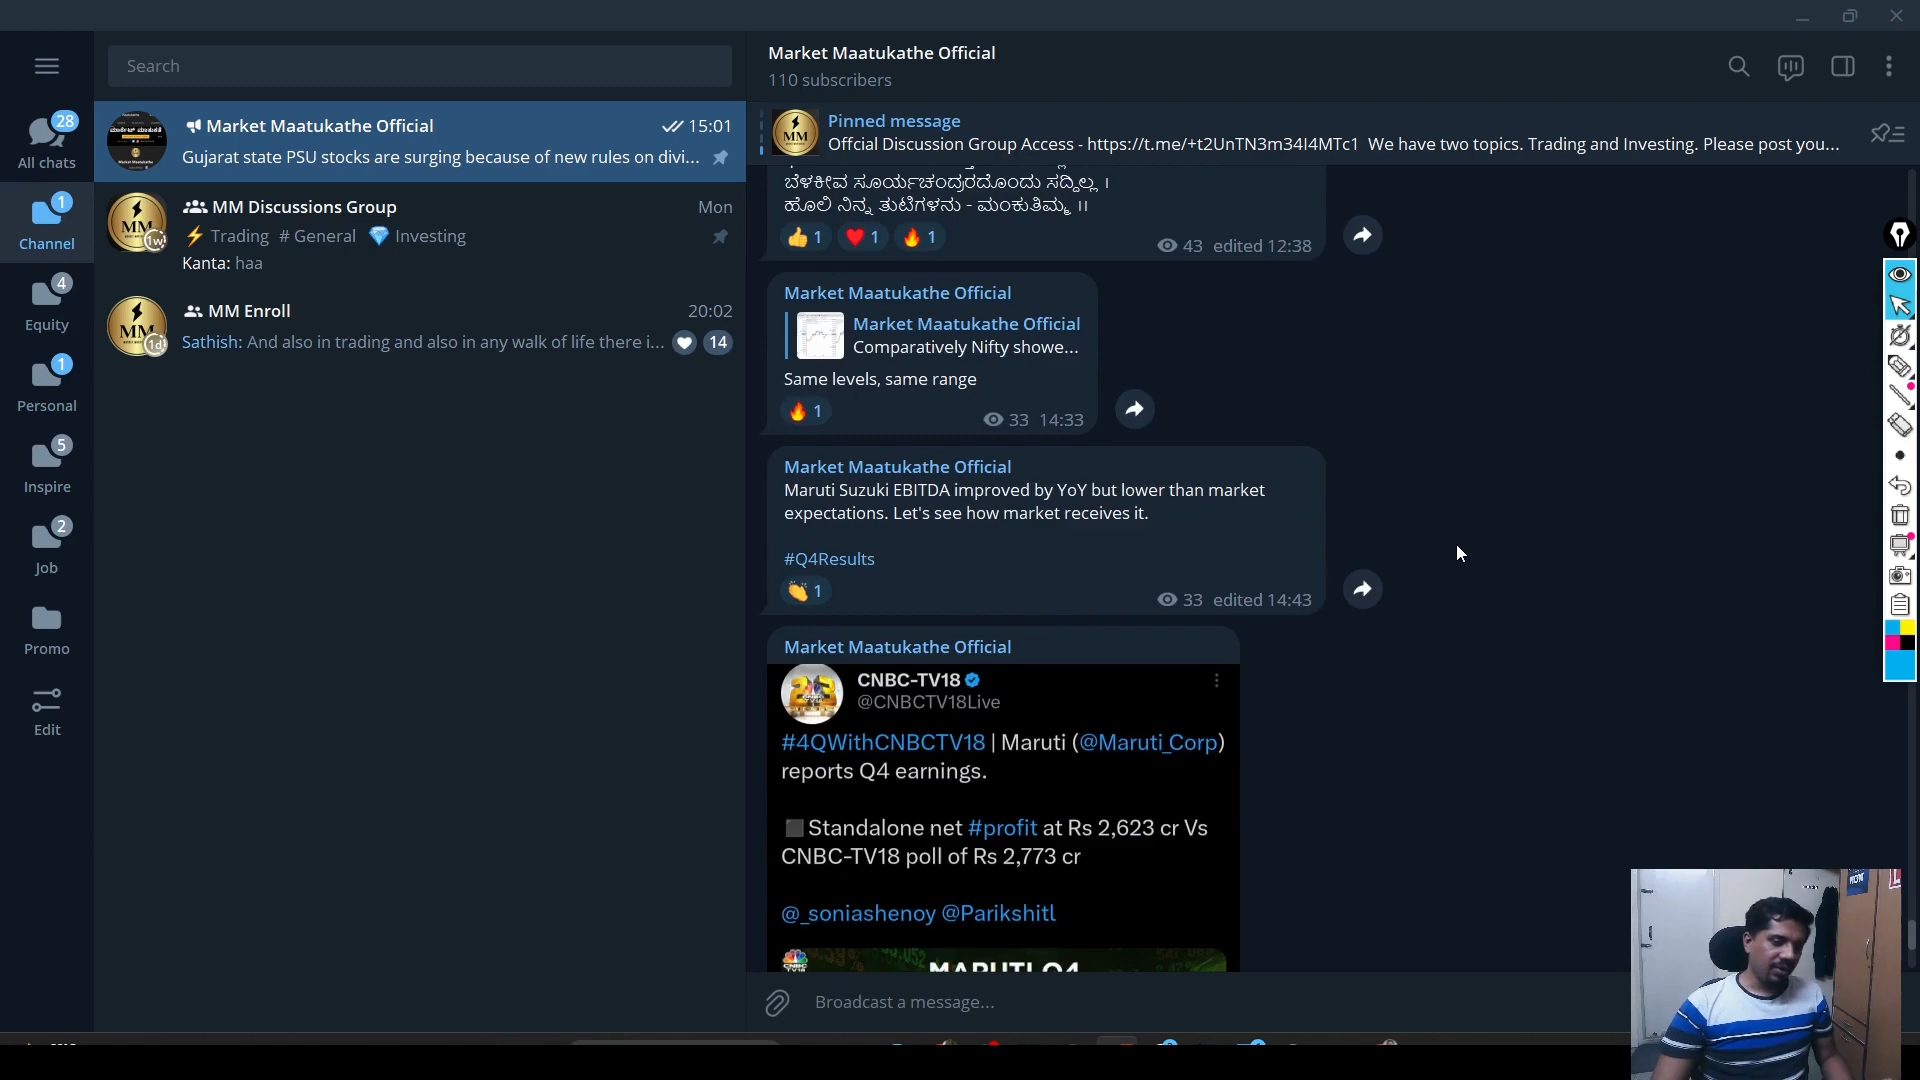 Search
28
All chats
1
Channel
4
Equity
1
Personal
5
Inspire
2
Job
Promo
Edit
Market Maatukathe Official
15:01
Gujarat state PSU stocks are surging because of new rules on divi...
MM Discussions Group
Mon
⚡ Trading # General 💎 Investing
Kanta: haa
1w
MM Enroll
20:02
Sathish: And also in trading and also in any walk of life there i...
14
1d
Market Maatukathe Official
110 subscribers
Pinned message
Offcial Discussion Group Access - https://t.me/+t2UnTN3m34I4MTc1 We have two topics. Trading and Investing. Please post you...
ಬೆಳಕೀವ ಸೂರ್ಯಚಂದ್ರರದೊಂದು ಸದ್ದಿಲ್ಲ ।
ಹೊಲಿ ನಿನ್ನ ತುಟಿಗಳನು - ಮಂಕುತಿಮ್ಮ ।।
👍 1 ❤️ 1 🔥 1
43 edited 12:38
Market Maatukathe Official
Market Maatukathe Official
Comparatively Nifty showe...
Same levels, same range
🔥 1
33 14:33
Market Maatukathe Official
Maruti Suzuki EBITDA improved by YoY but lower than market
expectations. Let's see how market receives it.
#Q4Results
👏 1
33 edited 14:43
Market Maatukathe Official
CNBC-TV18
@CNBCTV18Live
#4QWithCNBCTV18 | Maruti (@Maruti_Corp)
reports Q4 earnings.
Standalone net #profit at Rs 2,623 cr Vs
CNBC-TV18 poll of Rs 2,773 cr
@_soniashenoy @Parikshitl
MARUTI Q4
Broadcast a message...